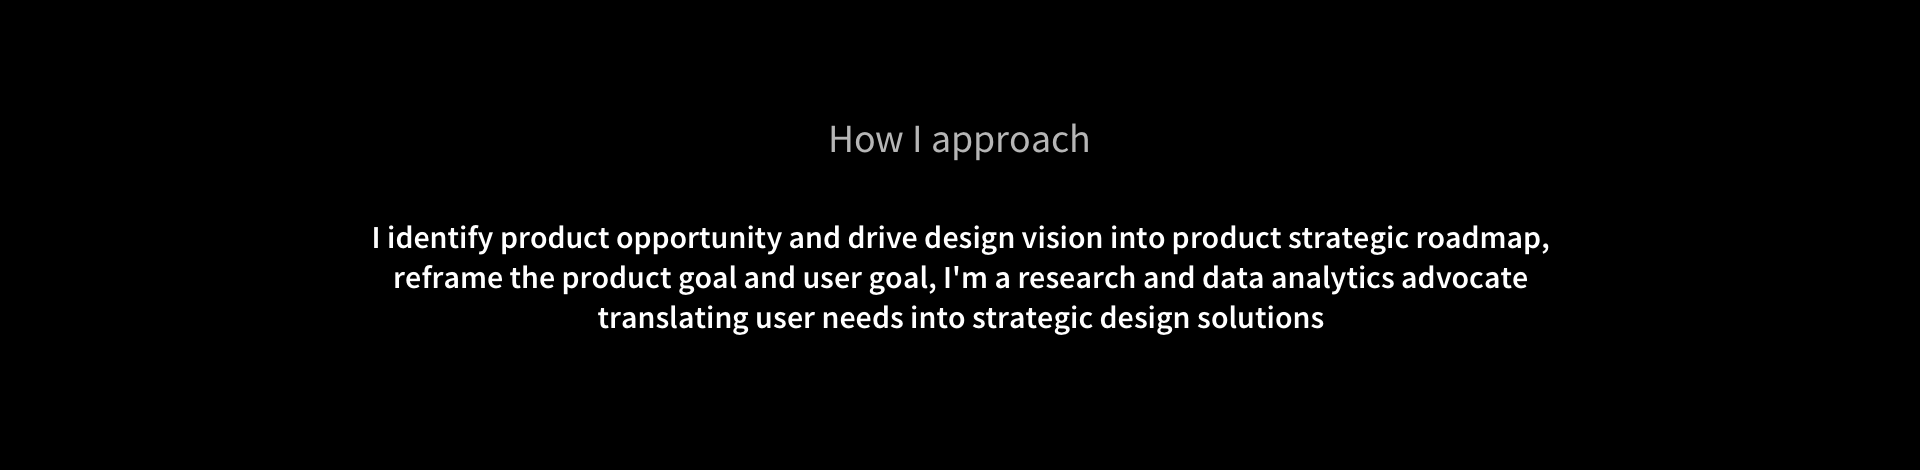 How I approach
I identify product opportunity and drive design vision into product strategic roadmap,
reframe the product goal and user goal, I'm a research and data analytics advocate
translating user needs into strategic design solutions